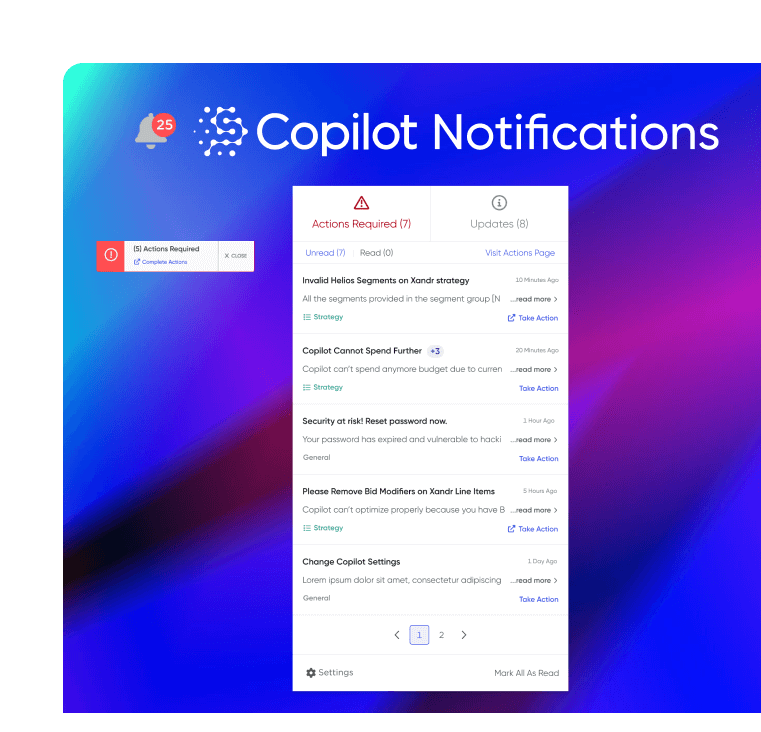 25
Copilot Notifications
Actions Required (7)
Updates (8)
(5) Actions Required
Complete Actions
X CLOSE
Unread (7) Read (0)
Visit Actions Page
Invalid Helios Segments on Xandr strategy
10 Minutes Ago
All the segments provided in the segment group [N ...read more >
Strategy
Take Action
Copilot Cannot Spend Further +3
20 Minutes Ago
Copilot can't spend anymore budget due to curren ...read more >
Strategy
Take Action
Security at risk! Reset password now.
1 Hour Ago
Your password has expired and vulnerable to hacki ...read more >
General
Take Action
Please Remove Bid Modifiers on Xandr Line Items
5 Hours Ago
Copilot can't optimize properly because you have B ...read more >
Strategy
Take Action
Change Copilot Settings
1 Day Ago
Lorem ipsum dolor sit amet, consectetur adipiscing ...read more >
General
Take Action
< 1 2 >
Settings
Mark All As Read